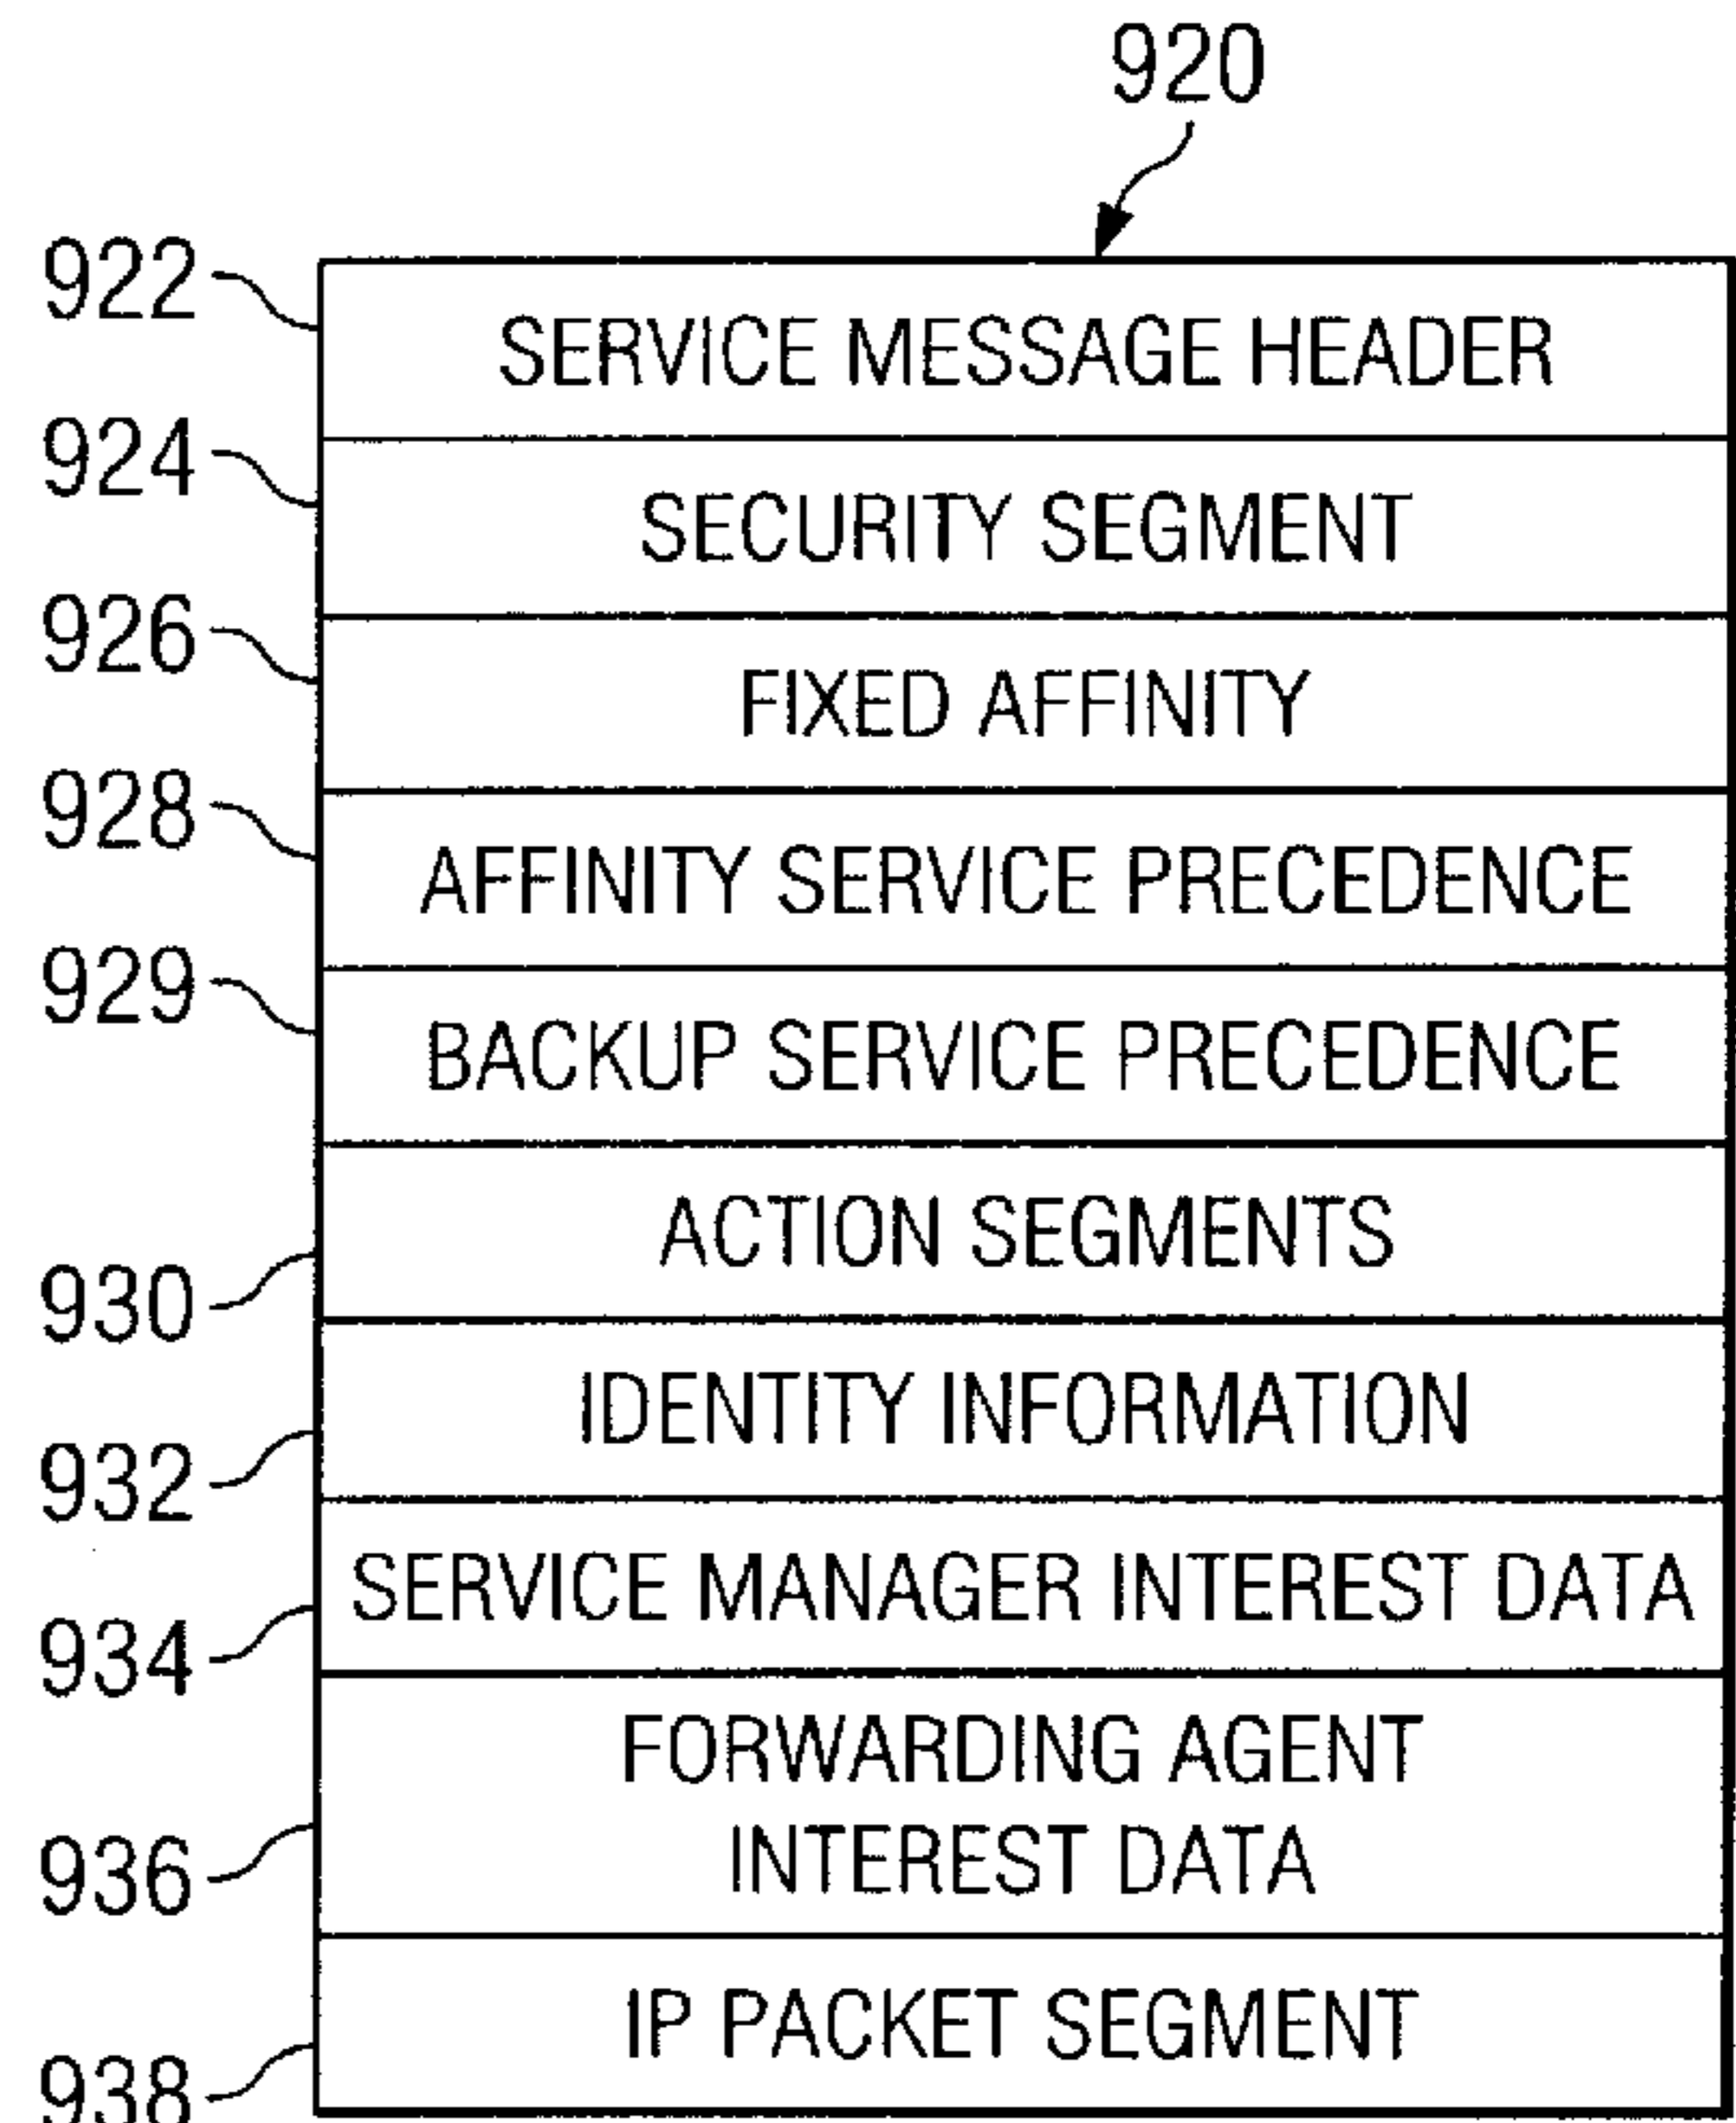 920
922
SERVICE MESSAGE HEADER
924
SECURITY SEGMENT
926
FIXED AFFINITY
928
AFFINITY SERVICE PRECEDENCE
929
BACKUP SERVICE PRECEDENCE
930
ACTION SEGMENTS
932
IDENTITY INFORMATION
934
SERVICE MANAGER INTEREST DATA
936
FORWARDING AGENT
INTEREST DATA
938
IP PACKET SEGMENT